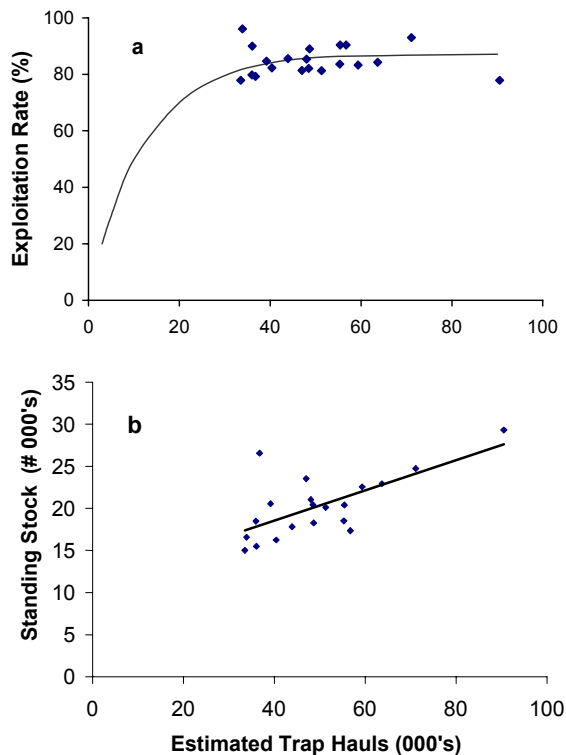 a
Exploitation Rate (%)
100
80
60
40
20
0
0 20 40 60 80 100
b
Standing Stock (# 000's)
35
30
25
20
15
10
5
0
0 20 40 60 80 100
Estimated Trap Hauls (000's)